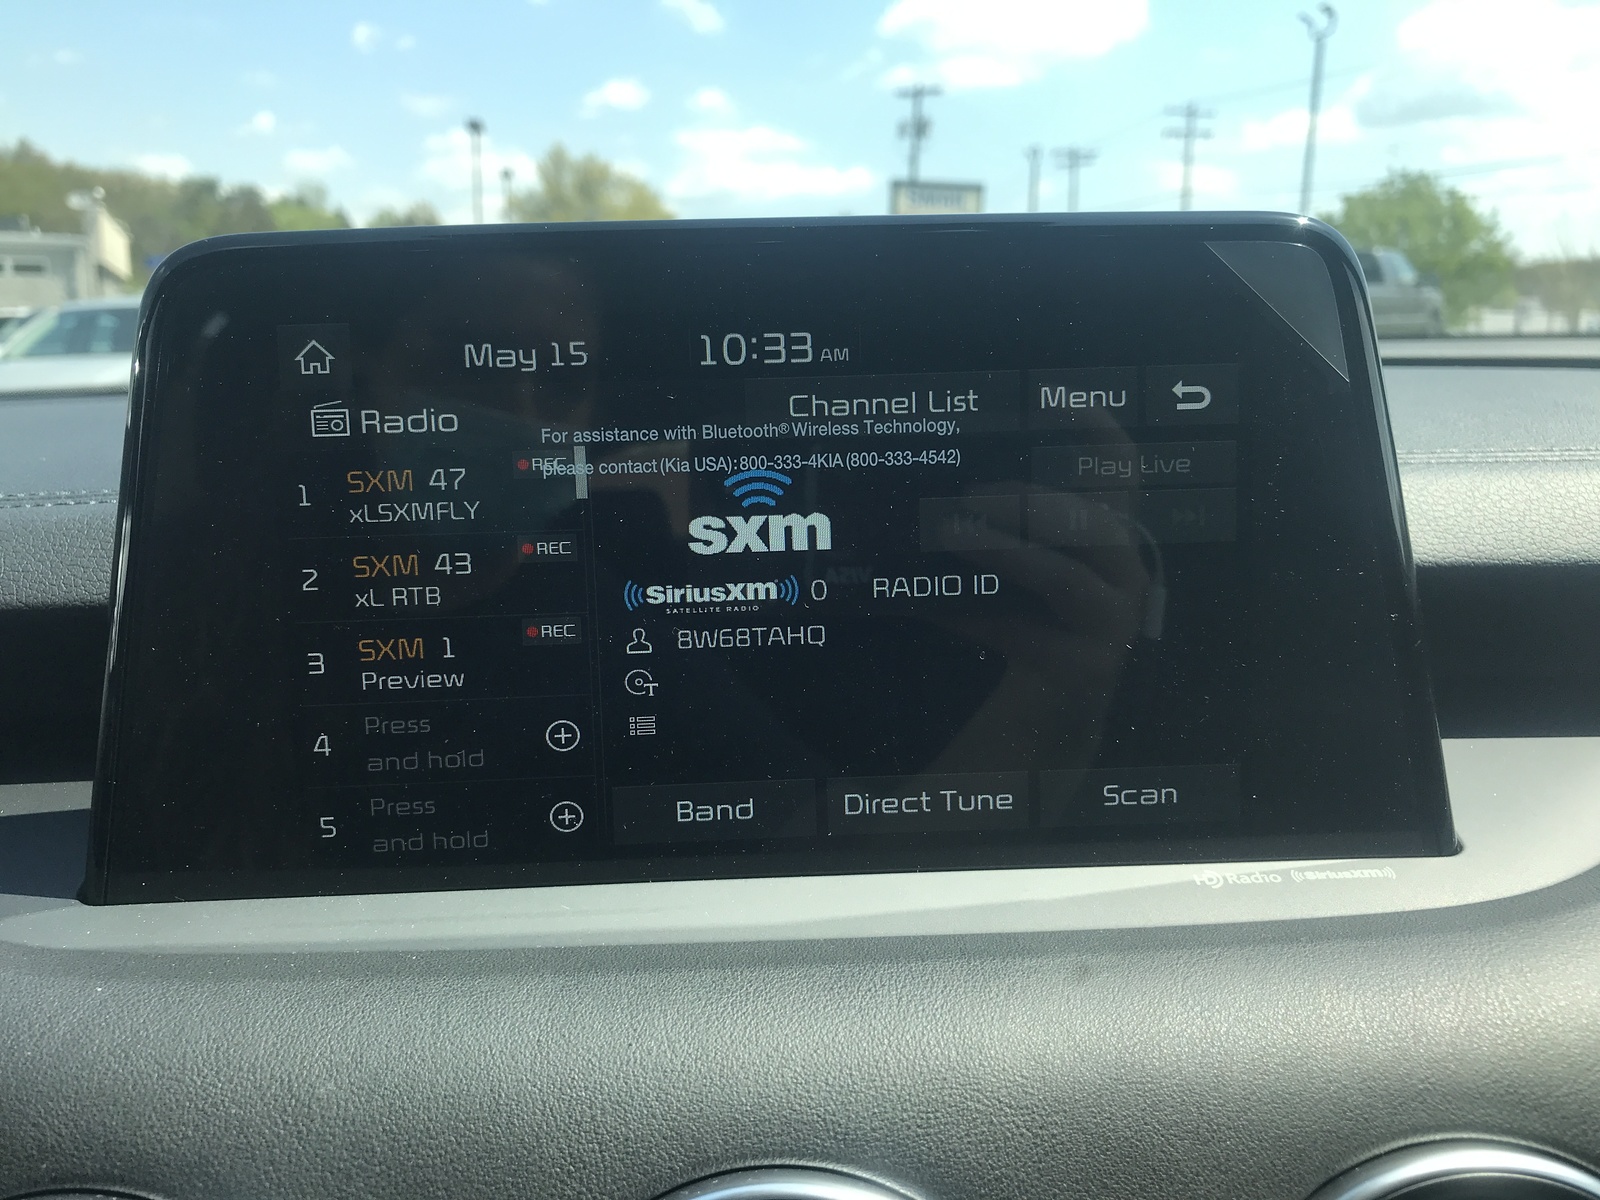 May 15
10:33 AM
Channel List
Menu
Radio
For assistance with Bluetooth® Wireless Technology,
please contact (Kia USA):800-333-4KIA (800-333-4542)
Play Live
1
SXM 47
REC
xLSXMFLY
sxm
2
SXM 43
REC
xL RTB
((SiriusXm)) 0
SATELLITE RADIO
RADIO ID
3
SXM 1
REC
Preview
8W68TAHQ
4
Press
and hold
5
Press
and hold
Band
Direct Tune
Scan
HD Radio ((SiriusXm))